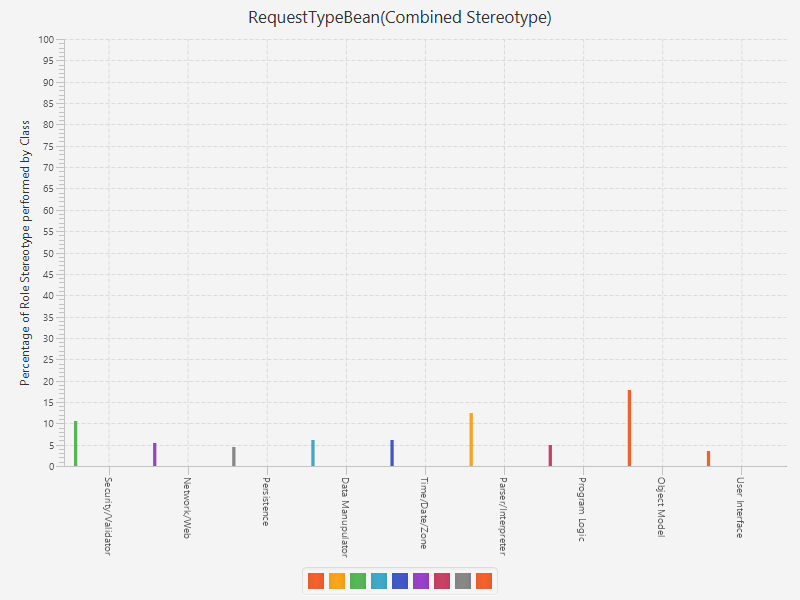 RequestTypeBean(Combined Stereotype)
Percentage of Role Stereotype performed by Class
100
95
90
85
80
75
70
65
60
55
50
45
40
35
30
25
20
15
10
5
0
Security/Validator
Network/Web
Persistence
Data Manupulator
Time/Date/Zone
Parser/Interpreter
Program Logic
Object Model
User Interface